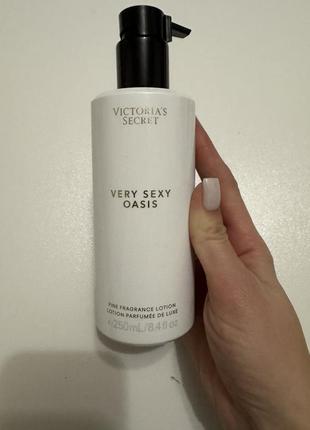 VICTORIA'S
SECRET
VERY SEXY
OASIS
FINE FRAGRANCE LOTION
LOTION PARFUMÉE DE LUXE
℮250mL/8.4 fl oz